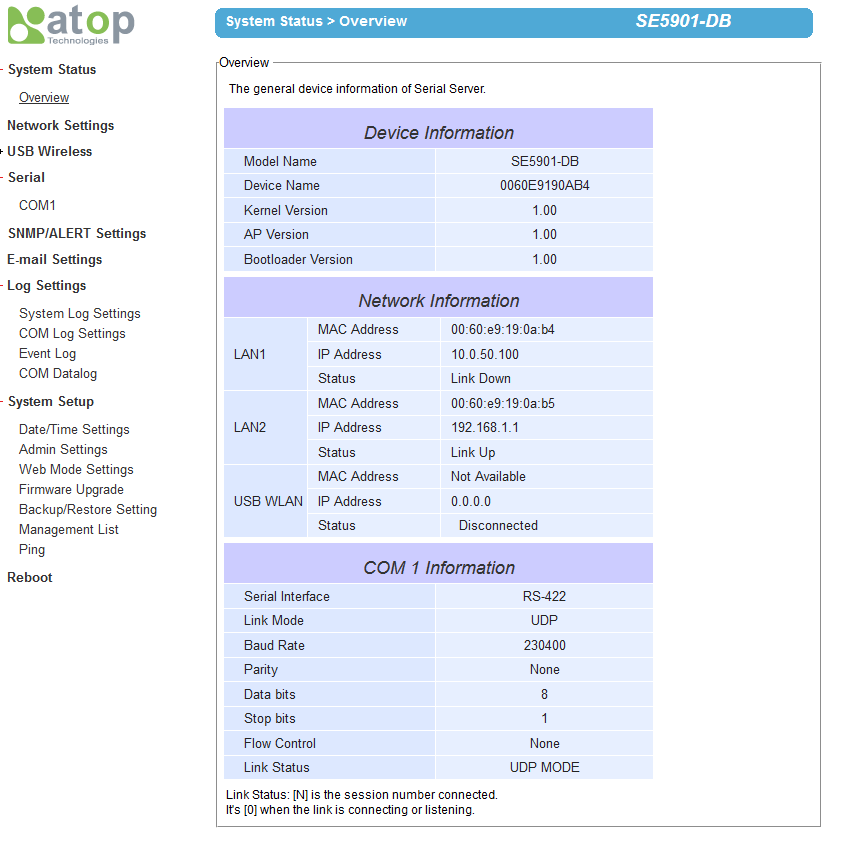 atop
Technologies
System Status > Overview SE5901-DB
System Status
Overview
Network Settings
USB Wireless
Serial
COM1
SNMP/ALERT Settings
E-mail Settings
Log Settings
System Log Settings
COM Log Settings
Event Log
COM Datalog
System Setup
Date/Time Settings
Admin Settings
Web Mode Settings
Firmware Upgrade
Backup/Restore Setting
Management List
Ping
Reboot
Overview
The general device information of Serial Server.
Device Information
Model Name SE5901-DB
Device Name 0060E9190AB4
Kernel Version 1.00
AP Version 1.00
Bootloader Version 1.00
Network Information
LAN1
MAC Address 00:60:e9:19:0a:b4
IP Address 10.0.50.100
Status Link Down
LAN2
MAC Address 00:60:e9:19:0a:b5
IP Address 192.168.1.1
Status Link Up
USB WLAN
MAC Address Not Available
IP Address 0.0.0.0
Status Disconnected
COM 1 Information
Serial Interface RS-422
Link Mode UDP
Baud Rate 230400
Parity None
Data bits 8
Stop bits 1
Flow Control None
Link Status UDP MODE
Link Status: [N] is the session number connected.
It's [0] when the link is connecting or listening.